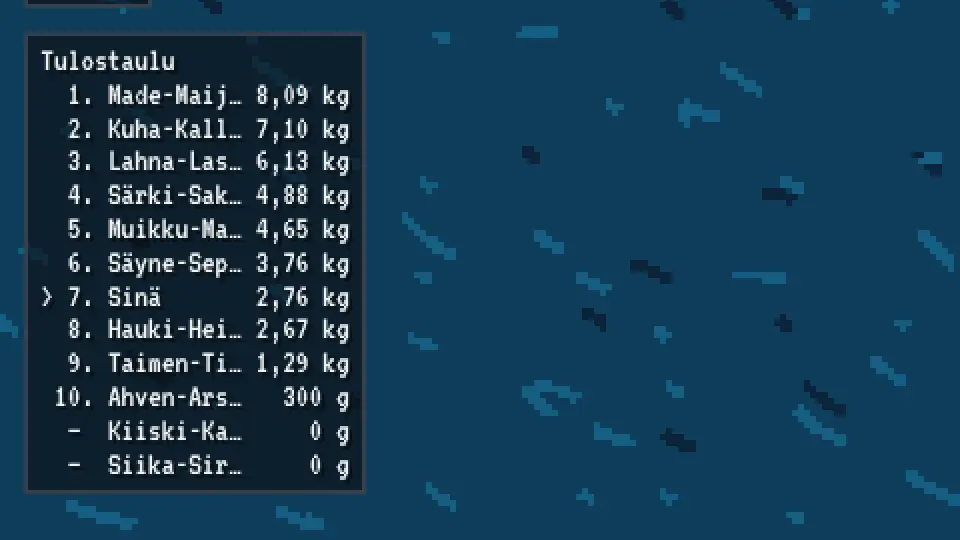 Tulostaulu
1. Made-Maij… 8,09 kg
2. Kuha-Kall… 7,10 kg
3. Lahna-Las… 6,13 kg
4. Särki-Sak… 4,88 kg
5. Muikku-Ma… 4,65 kg
6. Säyne-Sep… 3,76 kg
❯ 7. Sinä 2,76 kg
8. Hauki-Hei… 2,67 kg
9. Taimen-Ti… 1,29 kg
10. Ahven-Ars… 300 g
– Kiiski-Ka… 0 g
– Siika-Sir… 0 g